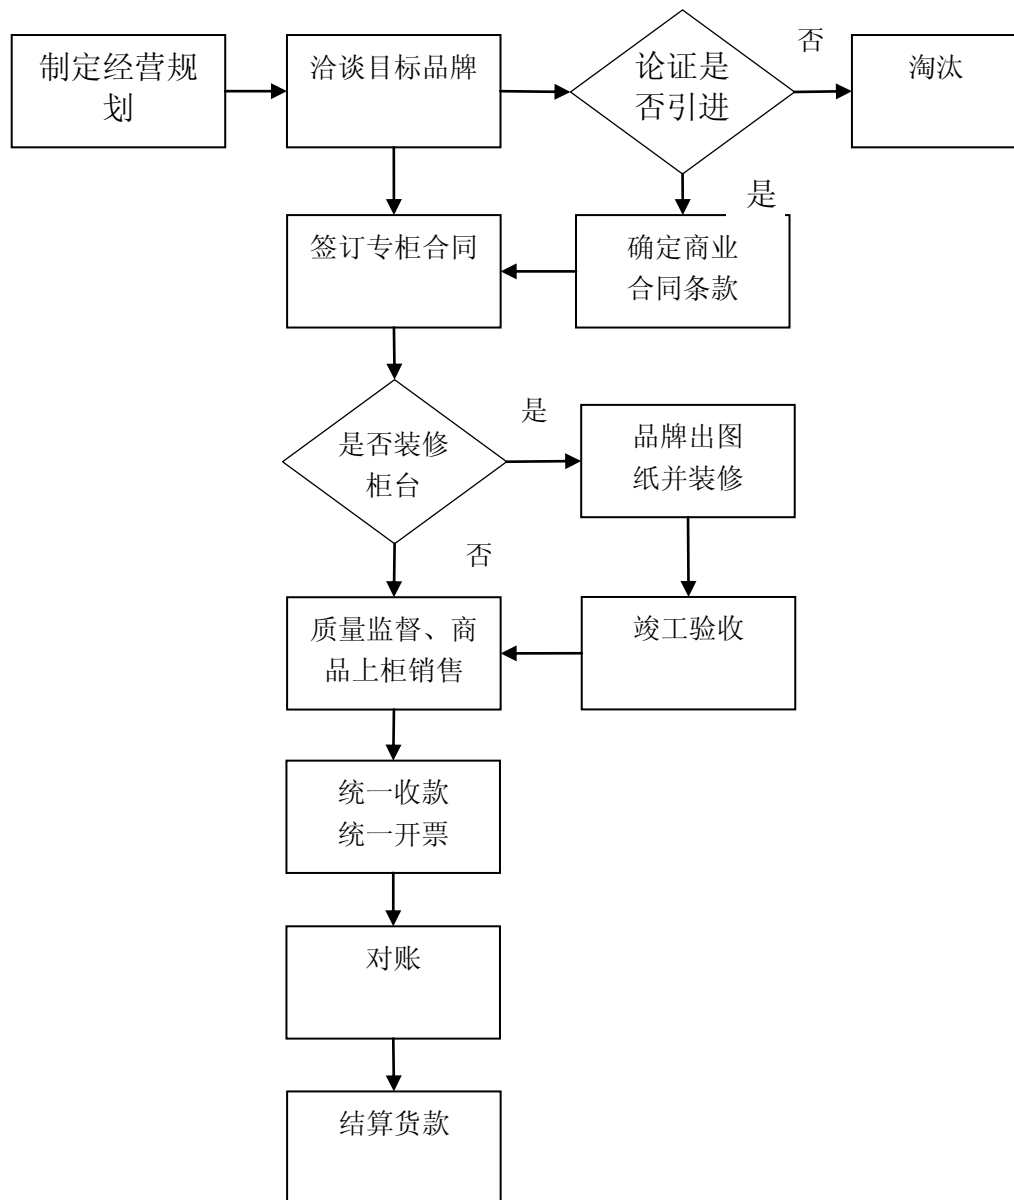 制定经营规
划
洽谈目标品牌
论证是
否引进
否
淘汰
是
签订专柜合同
确定商业
合同条款
是否装修
柜台
是
品牌出图
纸并装修
否
质量监督、商
品上柜销售
竣工验收
统一收款
统一开票
对账
结算货款